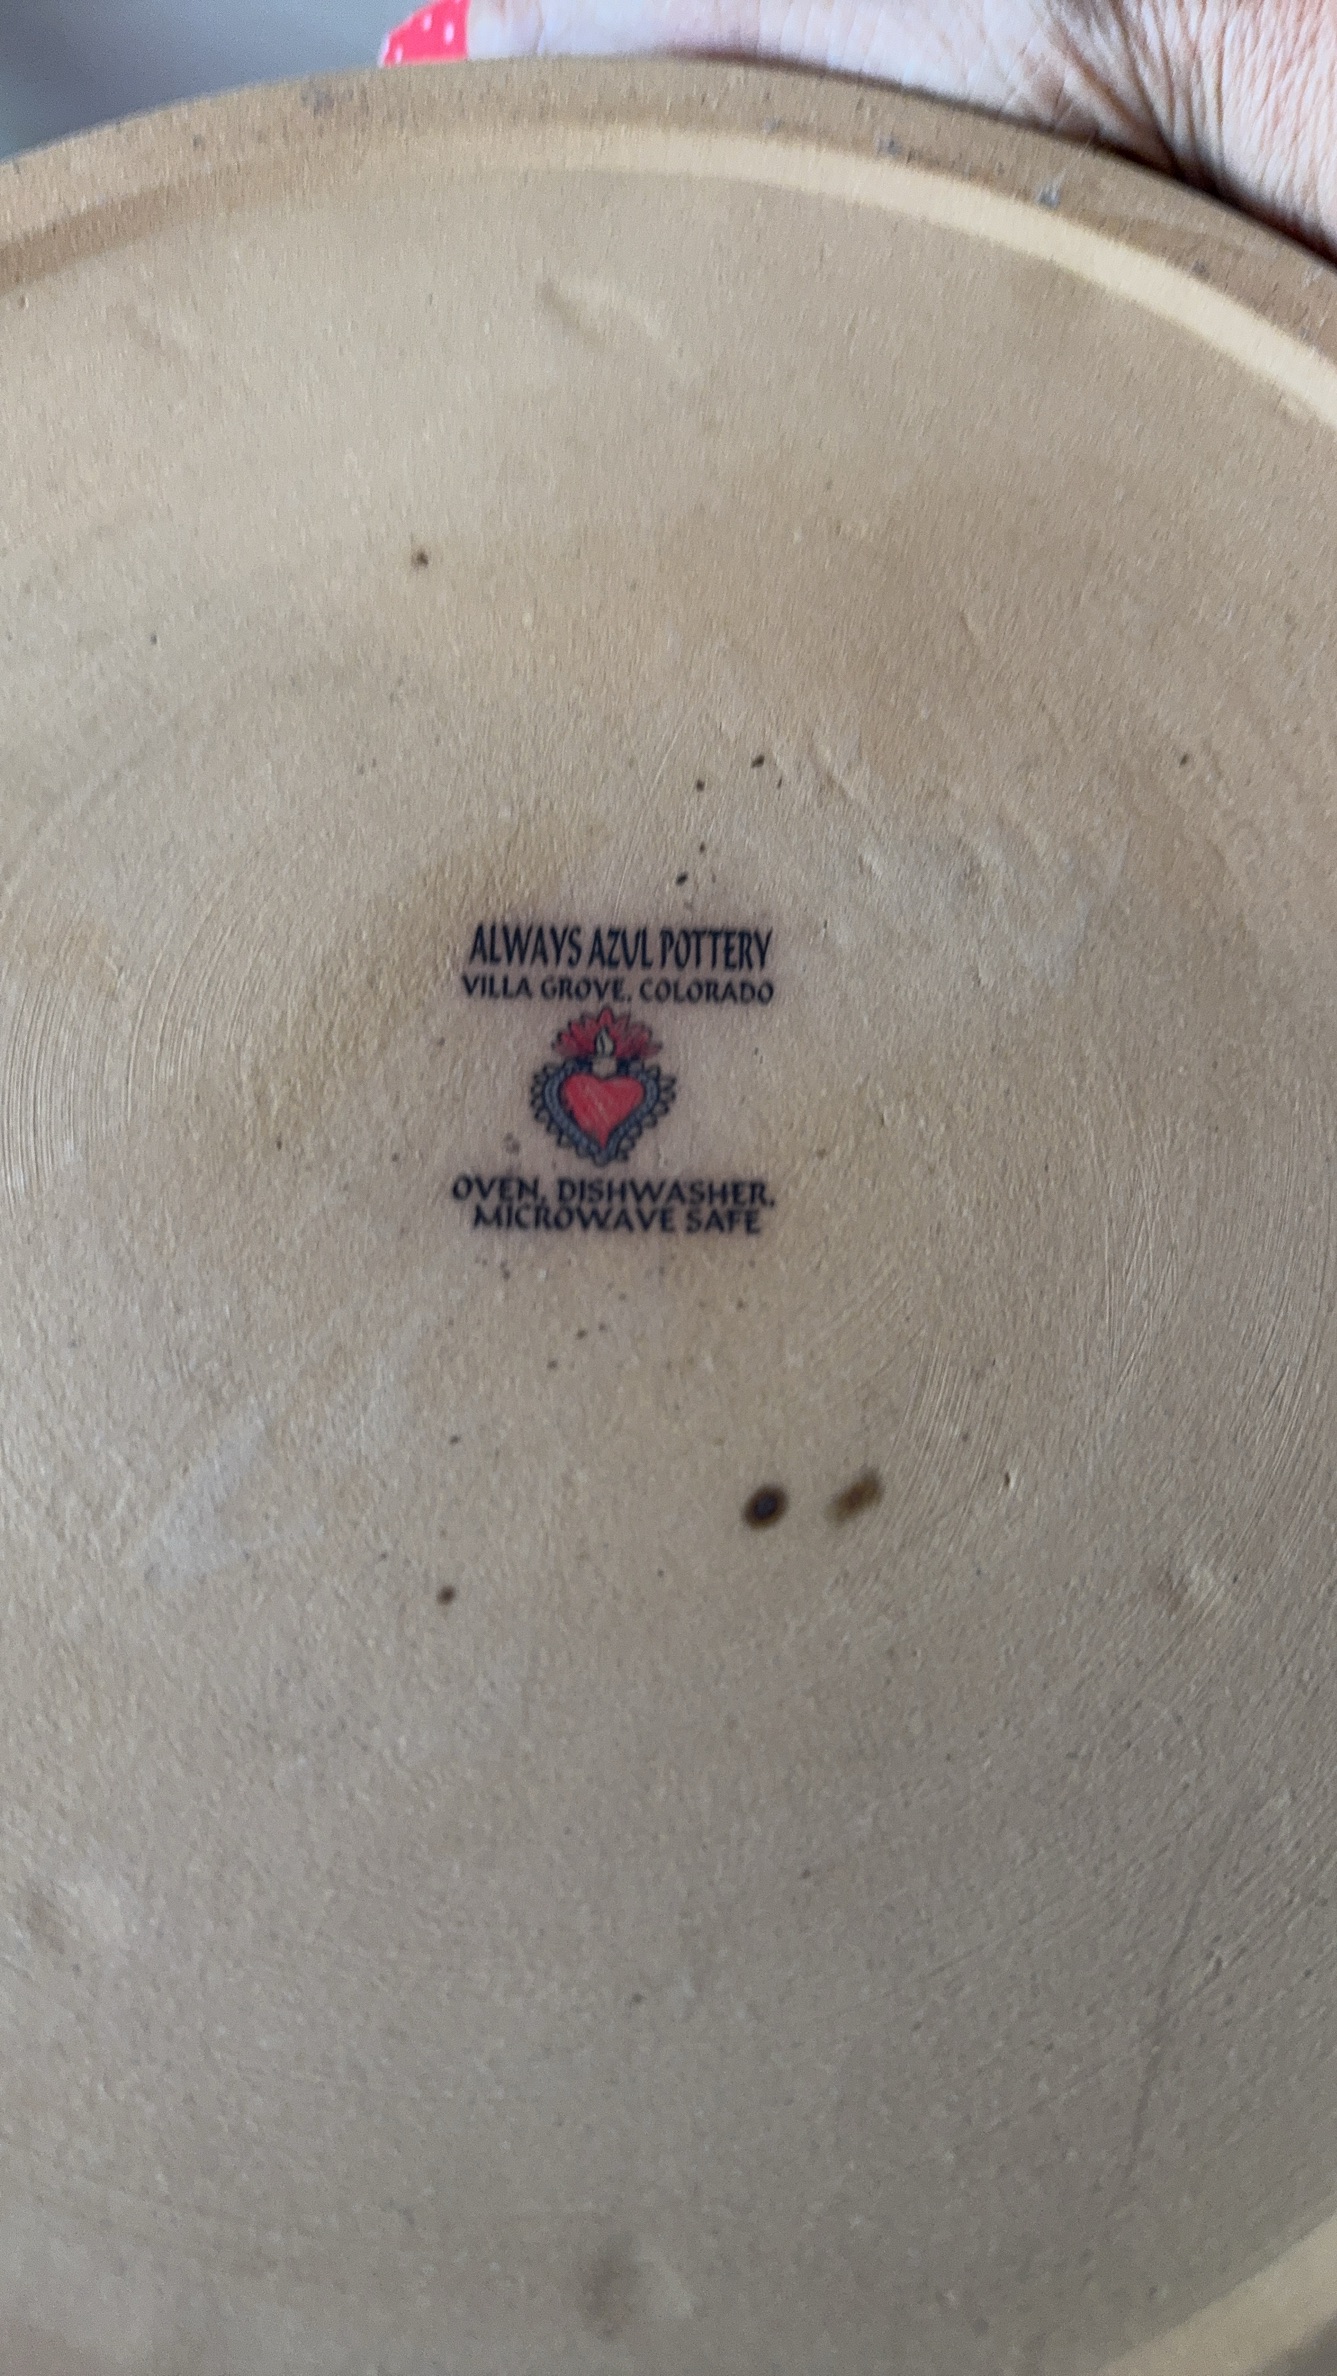 ALWAYS AZUL POTTERY
VILLA GROVE, COLORADO
OVEN, DISHWASHER,
MICROWAVE SAFE